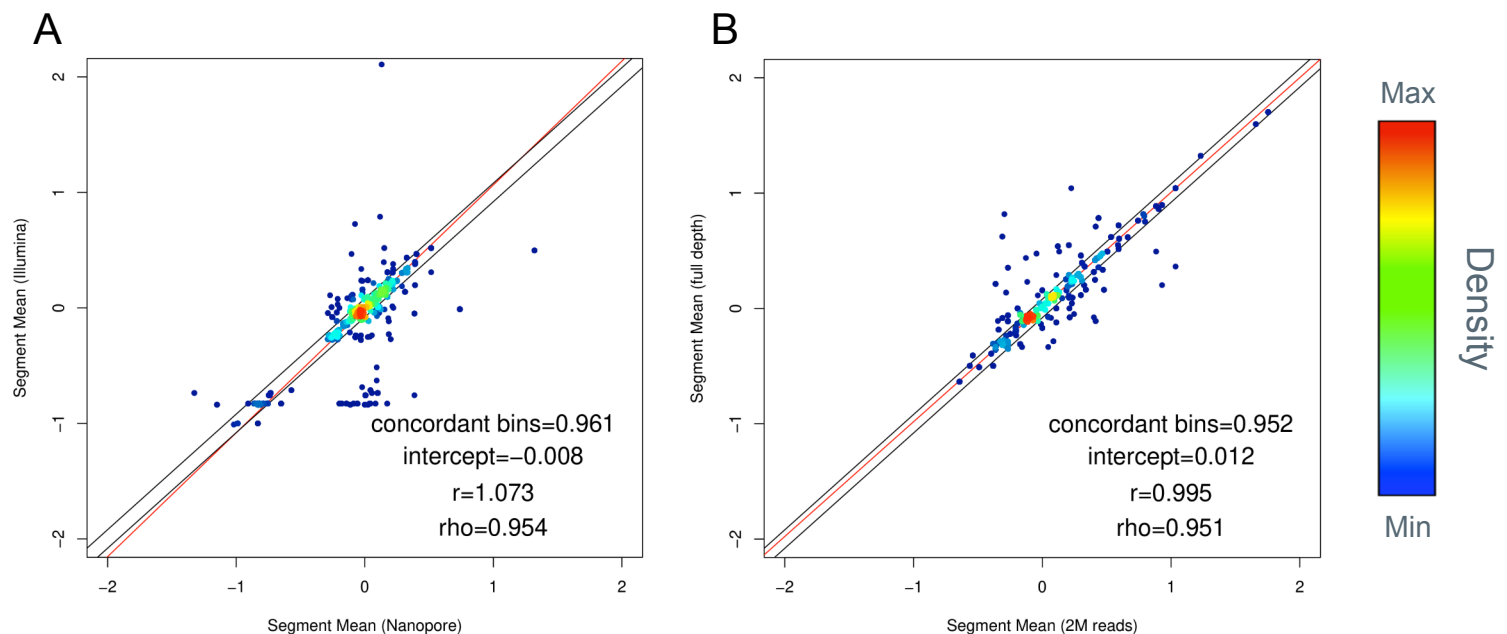 A
2
1
0
−1
−2
Segment Mean (Illumina)
concordant bins=0.961
intercept=−0.008
r=1.073
rho=0.954
−2
−1
0
1
2
Segment Mean (Nanopore)
B
2
1
0
−1
−2
Segment Mean (full depth)
concordant bins=0.952
intercept=0.012
r=0.995
rho=0.951
−2
−1
0
1
2
Segment Mean (2M reads)
Max
Density
Min